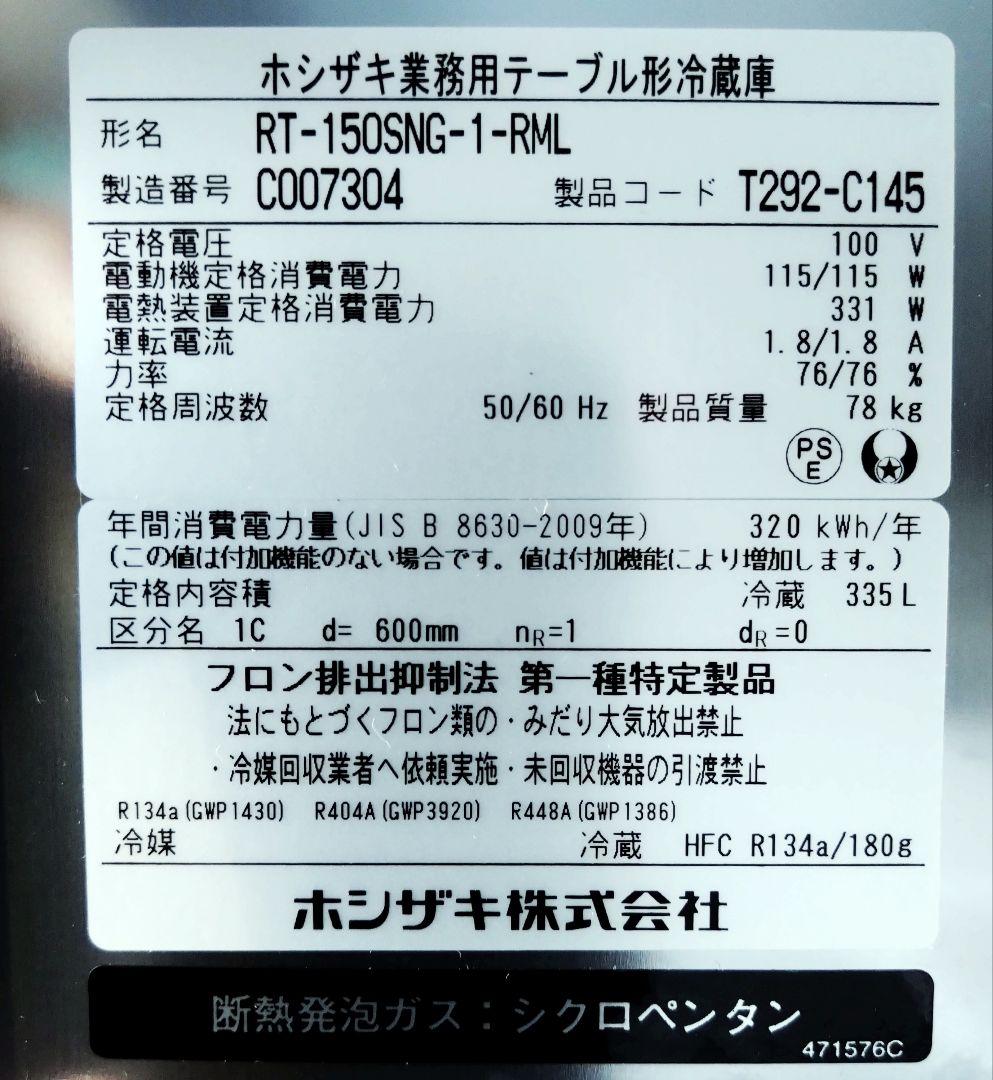 ホシザキ業務用テーブル形冷蔵庫
形名 RT-150SNG-1-RML
製造番号 C007304 製品コード T292-C145
定格電圧 100 V
電動機定格消費電力 115/115 W
電熱装置定格消費電力 331 W
運転電流 1.8/1.8 A
力率 76/76 %
定格周波数 50/60 Hz 製品質量 78 kg
PS E
年間消費電力量(JIS B 8630-2009年) 320 kWh/年
(この値は付加機能のない場合です。値は付加機能により増加します。)
定格内容積 冷蔵 335 L
区分名 1C d= 600mm nR=1 dR=0
フロン排出抑制法 第一種特定製品
法にもとづくフロン類の・みだり大気放出禁止
・冷媒回収業者へ依頼実施・未回収機器の引渡禁止
R134a(GWP1430) R404A(GWP3920) R448A(GWP1386)
冷媒 冷蔵 HFC R134a/180g
ホシザキ株式会社
断熱発泡ガス：シクロペンタン
471576C